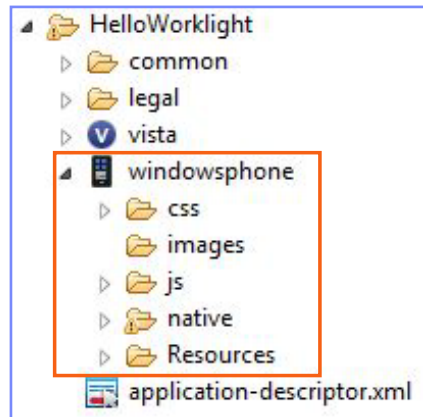 HelloWorklight
common
legal
V vista
windowsphone
css
images
js
native
Resources
application-descriptor.xml